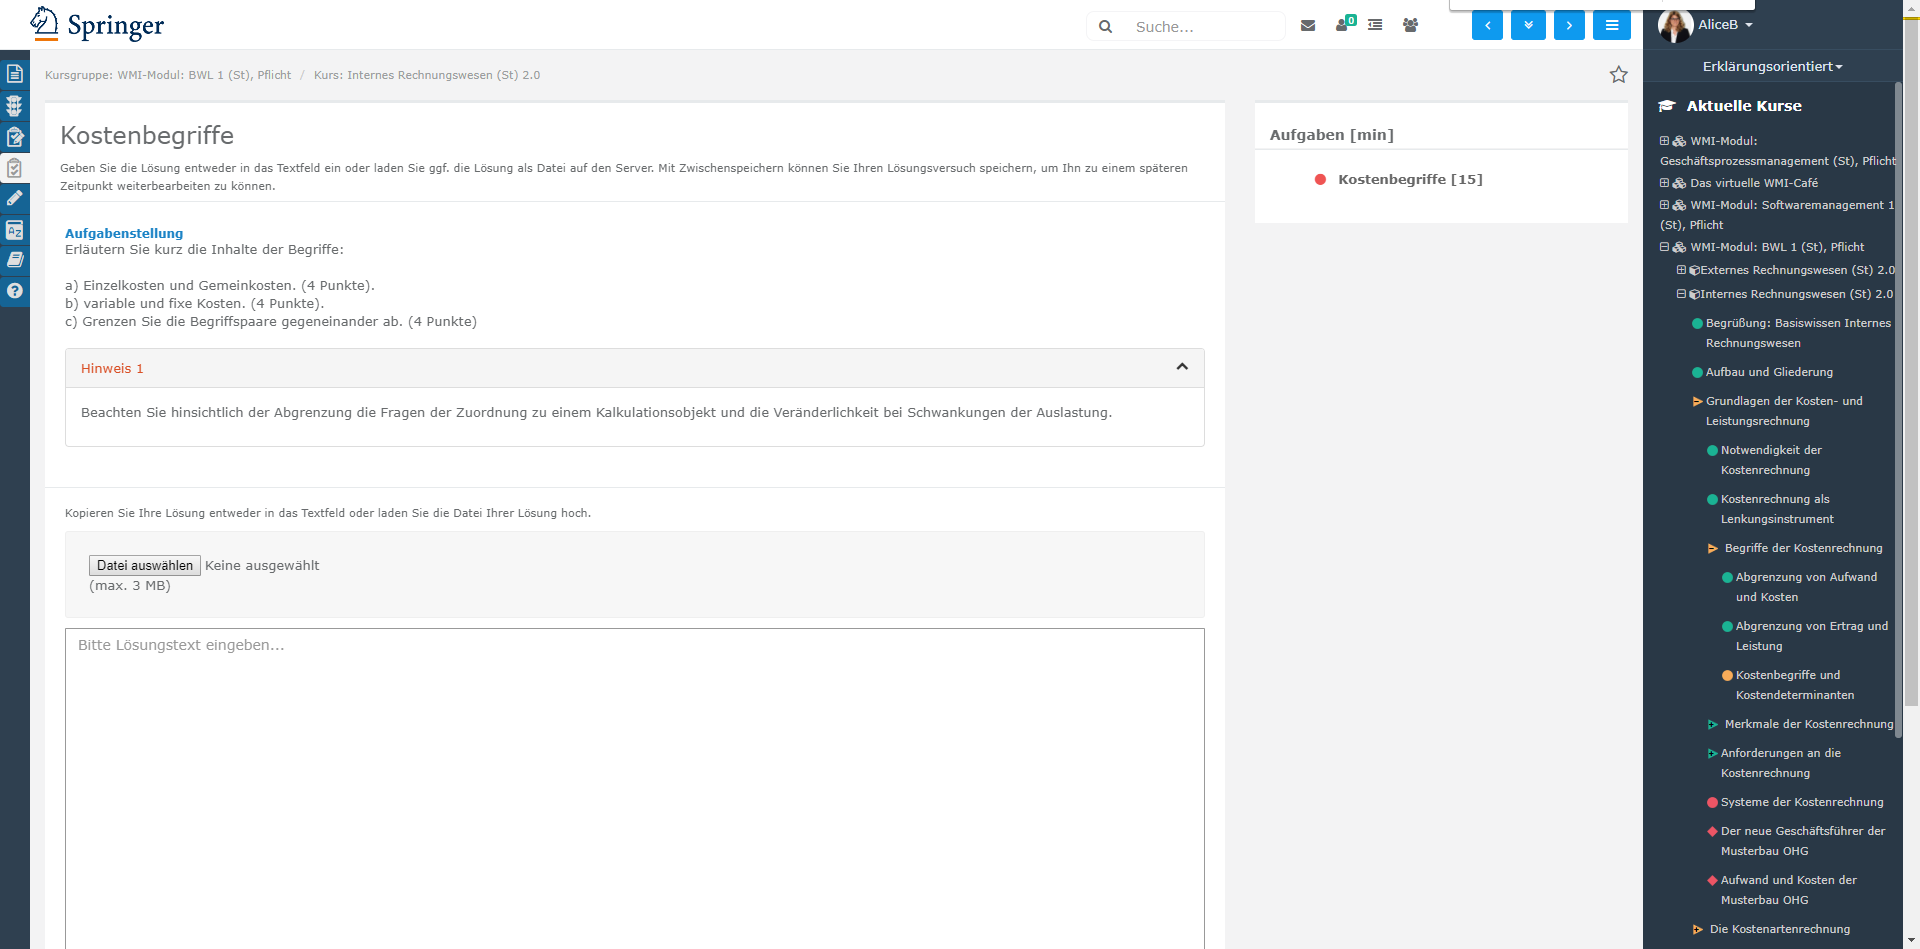 Springer
Suche...
0
AliceB
Kursgruppe: WMI-Modul: BWL 1 (St), Pflicht / Kurs: Internes Rechnungswesen (St) 2.0
Kostenbegriffe
Geben Sie die Lösung entweder in das Textfeld ein oder laden Sie ggf. die Lösung als Datei auf den Server. Mit Zwischenspeichern können Sie Ihren Lösungsversuch speichern, um Ihn zu einem späteren
Zeitpunkt weiterbearbeiten zu können.
Aufgabenstellung
Erläutern Sie kurz die Inhalte der Begriffe:
a) Einzelkosten und Gemeinkosten. (4 Punkte).
b) variable und fixe Kosten. (4 Punkte).
c) Grenzen Sie die Begriffspaare gegeneinander ab. (4 Punkte)
Hinweis 1
Beachten Sie hinsichtlich der Abgrenzung die Fragen der Zuordnung zu einem Kalkulationsobjekt und die Veränderlichkeit bei Schwankungen der Auslastung.
Kopieren Sie Ihre Lösung entweder in das Textfeld oder laden Sie die Datei Ihrer Lösung hoch.
Datei auswählen Keine ausgewählt
(max. 3 MB)
Bitte Lösungstext eingeben...
Aufgaben [min]
Kostenbegriffe [15]
Erklärungsorientiert
Aktuelle Kurse
WMI-Modul:
Geschäftsprozessmanagement (St), Pflicht
Das virtuelle WMI-Café
WMI-Modul: Softwaremanagement 1
(St), Pflicht
WMI-Modul: BWL 1 (St), Pflicht
Externes Rechnungswesen (St) 2.0
Internes Rechnungswesen (St) 2.0
Begrüßung: Basiswissen Internes
Rechnungswesen
Aufbau und Gliederung
Grundlagen der Kosten- und
Leistungsrechnung
Notwendigkeit der
Kostenrechnung
Kostenrechnung als
Lenkungsinstrument
Begriffe der Kostenrechnung
Abgrenzung von Aufwand
und Kosten
Abgrenzung von Ertrag und
Leistung
Kostenbegriffe und
Kostendeterminanten
Merkmale der Kostenrechnung
Anforderungen an die
Kostenrechnung
Systeme der Kostenrechnung
Der neue Geschäftsführer der
Musterbau OHG
Aufwand und Kosten der
Musterbau OHG
Die Kostenartenrechnung